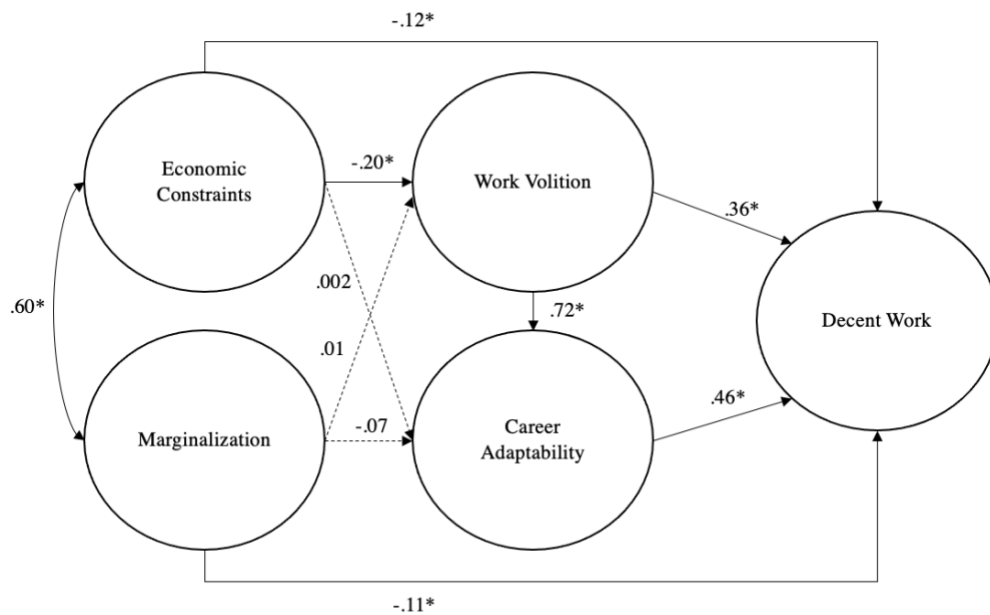 -.12*
Economic
Constraints
-.20*
Work Volition
.36*
.60*
.002
.72*
Decent Work
.01
Marginalization
-.07
Career
Adaptability
.46*
-.11*